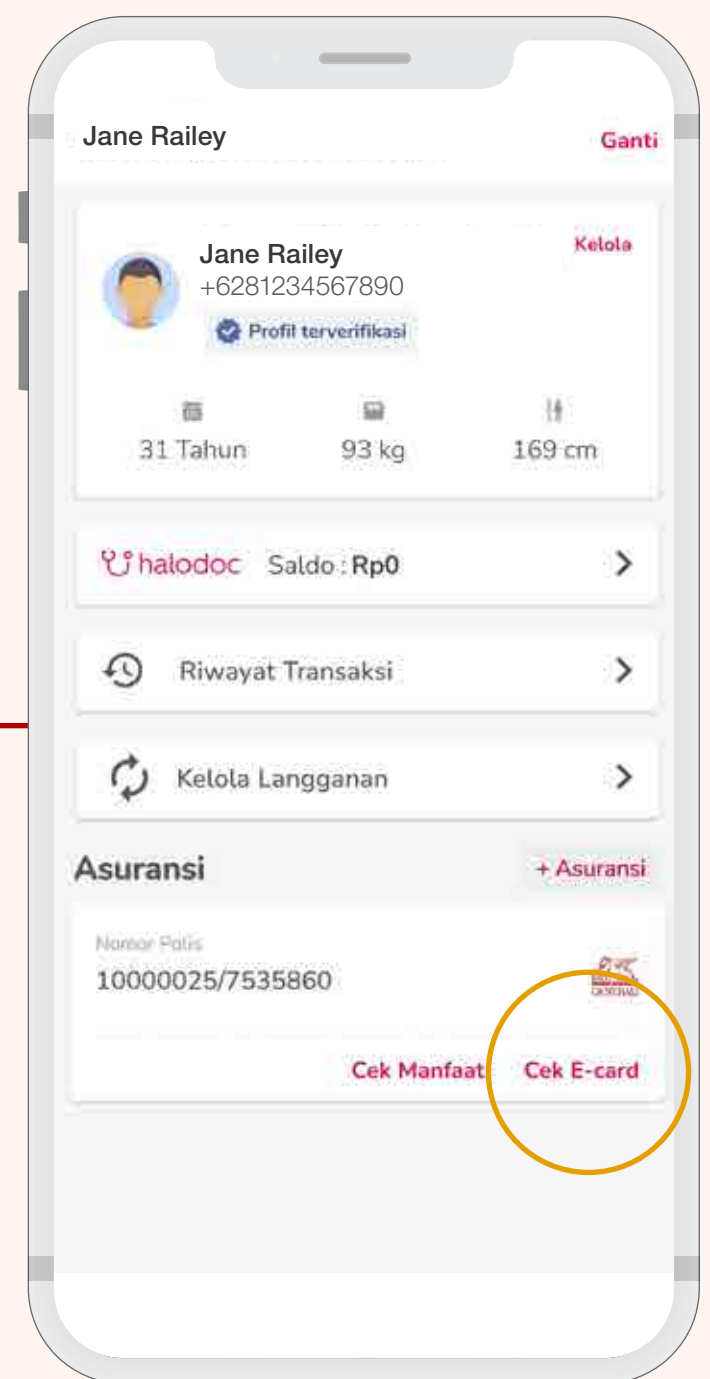 Jane Railey
Ganti
Jane Railey
Kelola
+6281234567890
Profil terverifikasi
31 Tahun
93 kg
169 cm
halodoc Saldo : Rp0
Riwayat Transaksi
Kelola Langganan
Asuransi
+ Asuransi
Nomor Polis
10000025/7535860
Cek Manfaat
Cek E-card